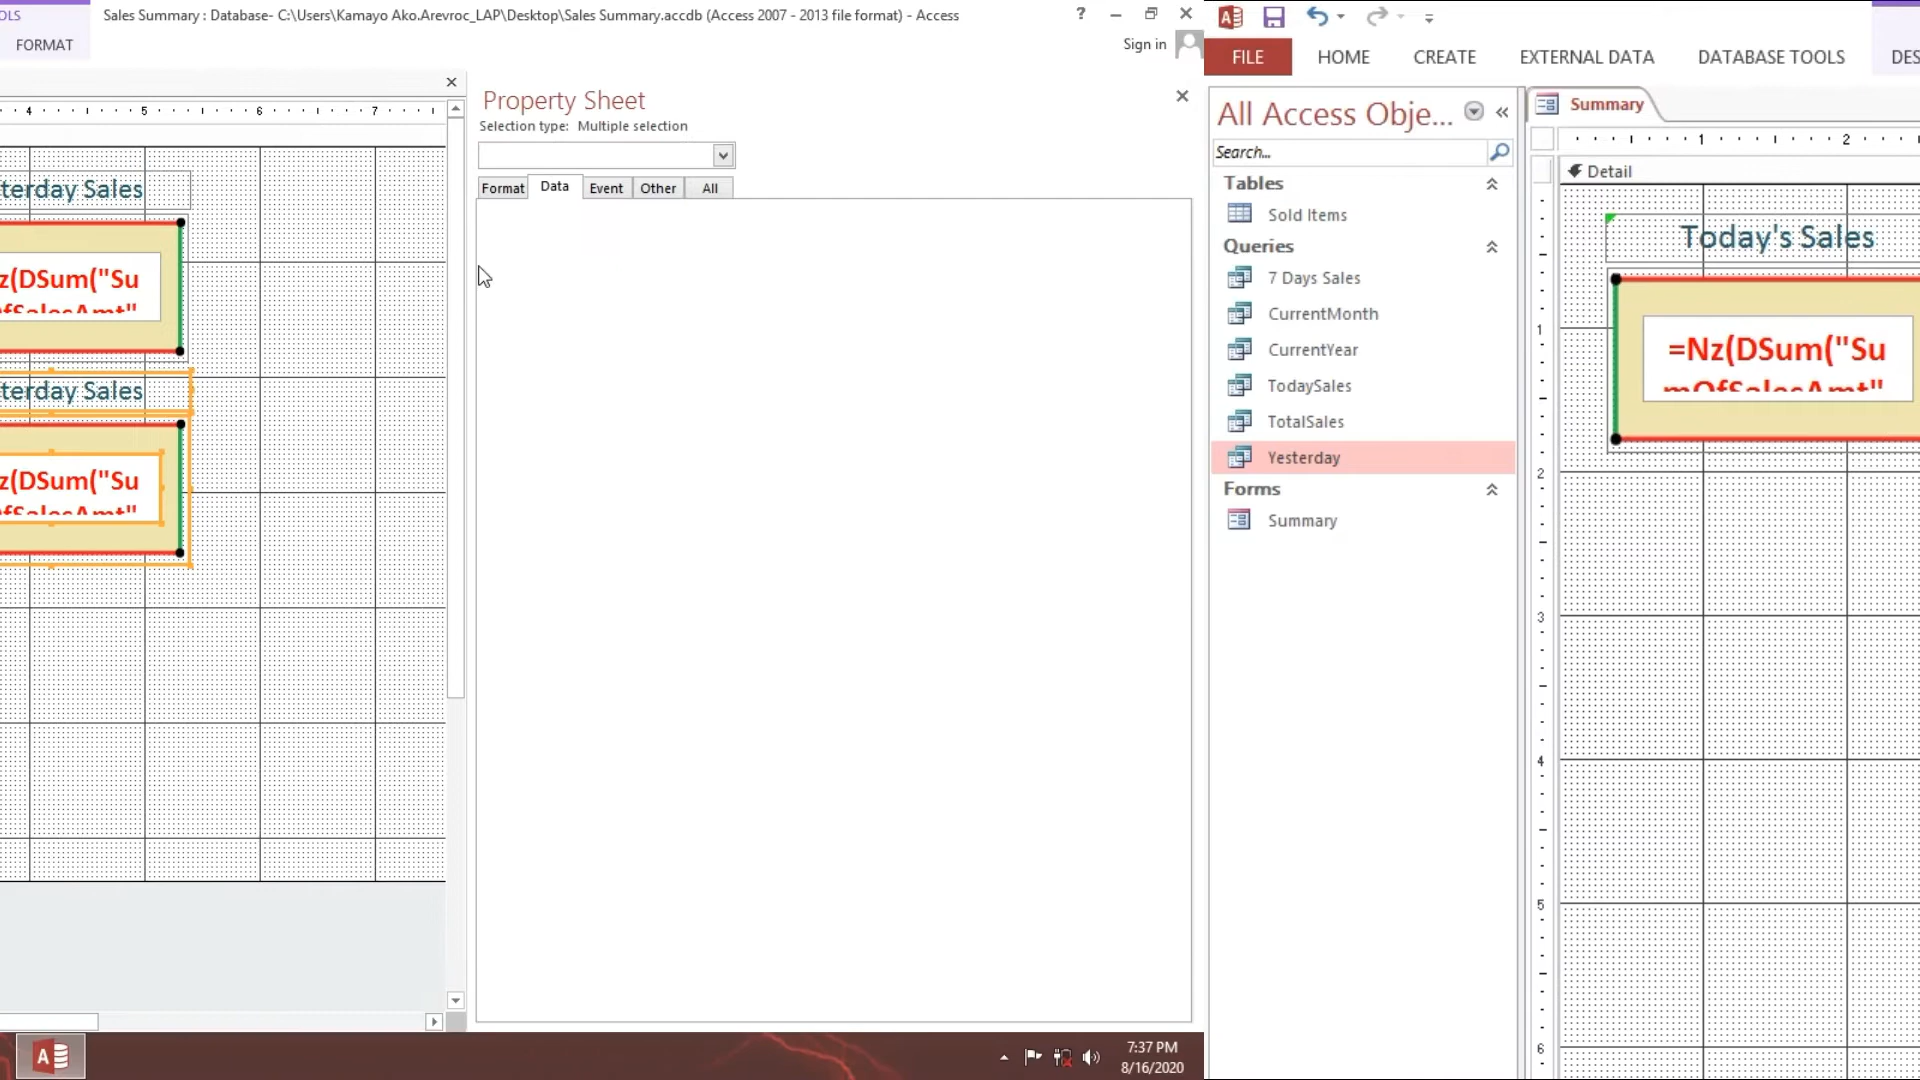 OLS
Sales Summary : Database- C:\Users\Kamayo Ako.Arevroc_LAP\Desktop\Sales Summary.accdb (Access 2007 - 2013 file format) - Access
?
FORMAT
Sign in
4 5 6 7
terday Sales
z(DSum("Su
fSalesAmt"
terday Sales
z(DSum("Su
fSalesAmt"
Property Sheet
Selection type: Multiple selection
Format Data Event Other All
7:37 PM
8/16/2020
FILE HOME CREATE EXTERNAL DATA DATABASE TOOLS DES
All Access Obje...
Search...
Tables
Sold Items
Queries
7 Days Sales
CurrentMonth
CurrentYear
TodaySales
TotalSales
Yesterday
Forms
Summary
Summary
1 2
Detail
Today's Sales
=Nz(DSum("Su
mOfSalesAmt"
1
2
3
4
5
6